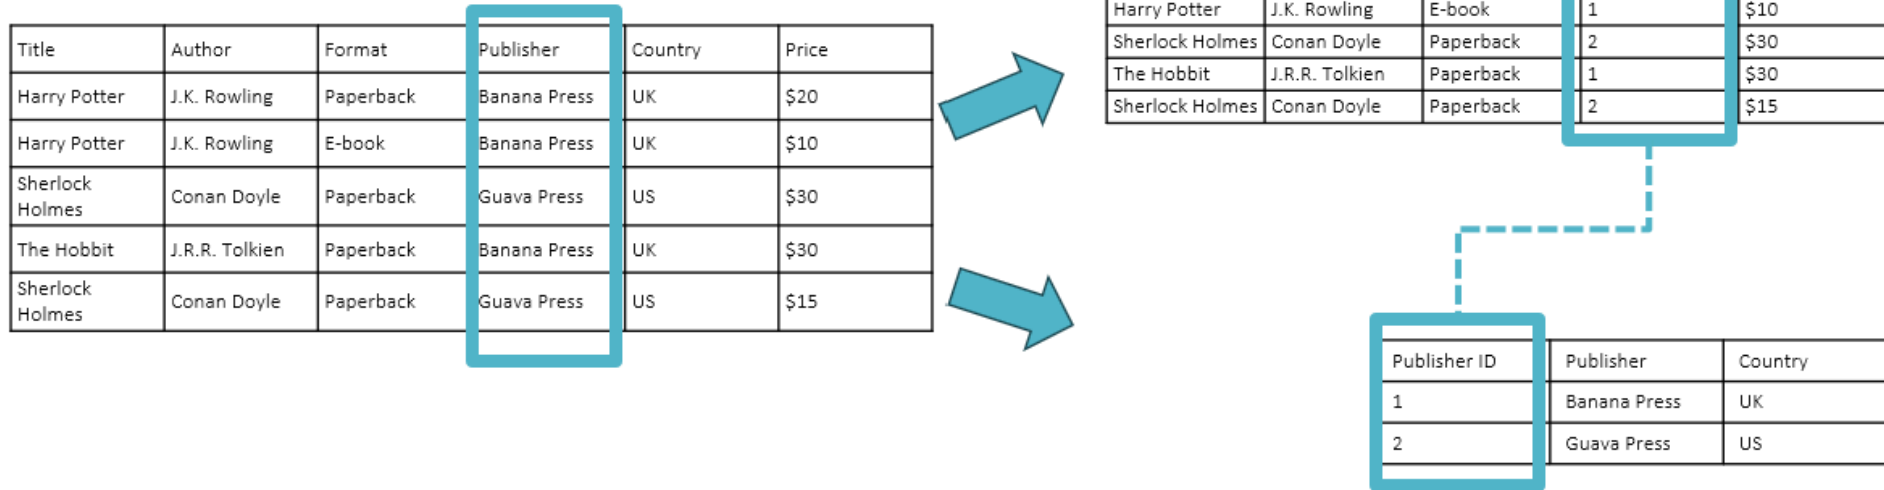 Title Author Format Publisher Country Price
Harry Potter J.K. Rowling Paperback Banana Press UK $20
Harry Potter J.K. Rowling E-book Banana Press UK $10
Sherlock
Holmes Conan Doyle Paperback Guava Press US $30
The Hobbit J.R.R. Tolkien Paperback Banana Press UK $30
Sherlock
Holmes Conan Doyle Paperback Guava Press US $15
Harry Potter J.K. Rowling E-book 1 $10
Sherlock Holmes Conan Doyle Paperback 2 $30
The Hobbit J.R.R. Tolkien Paperback 1 $30
Sherlock Holmes Conan Doyle Paperback 2 $15
Publisher ID Publisher Country
1 Banana Press UK
2 Guava Press US